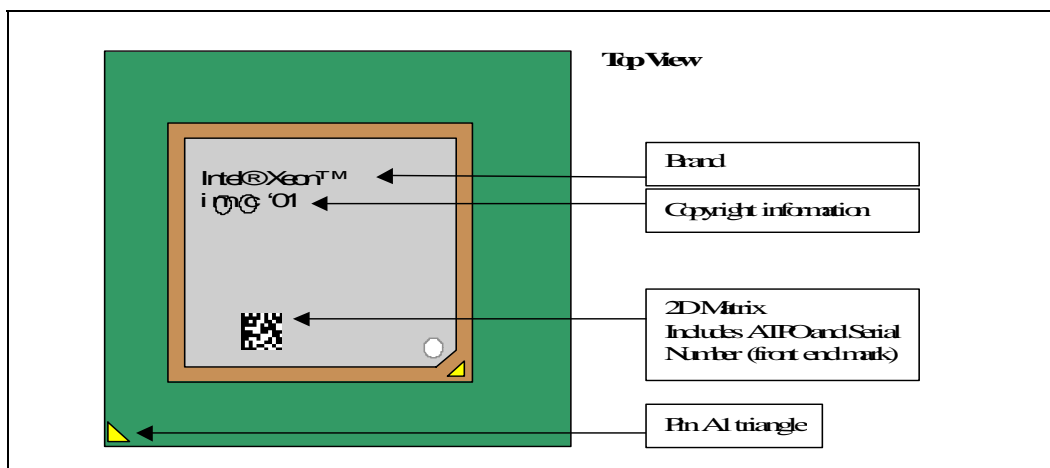 Top View
Intel® Xeon™
i m c '01
Brand
Copyright information
2D Matrix
Includes ATPO and Serial
Number (front end mark)
Pin A1 triangle